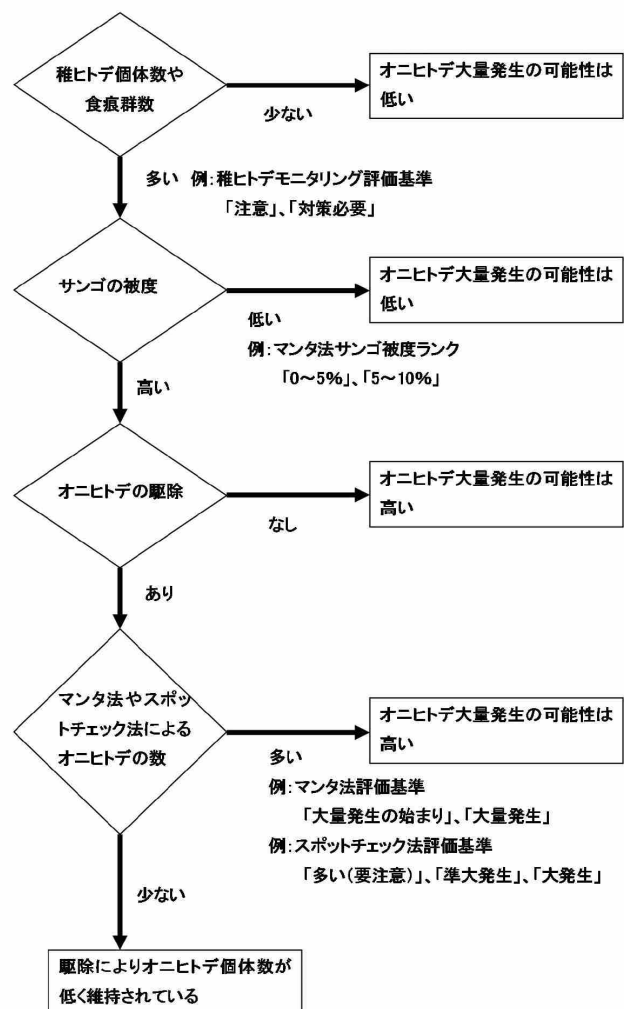 稚ヒトデ個体数や
食痕群数
オニヒトデ大量発生の可能性は
低い
少ない
多い 例：稚ヒトデモニタリング評価基準
「注意」、「対策必要」
サンゴの被度
オニヒトデ大量発生の可能性は
低い
低い
例：マンタ法サンゴ被度ランク
「0～5%」、「5～10%」
高い
オニヒトデの駆除
オニヒトデ大量発生の可能性は
高い
なし
あり
マンタ法やスポッ
トチェック法による
オニヒトデの数
オニヒトデ大量発生の可能性は
高い
多い
例：マンタ法評価基準
「大量発生の始まり」、「大量発生」
例：スポットチェック法評価基準
「多い（要注意）」、「準大発生」、「大発生」
少ない
駆除によりオニヒトデ個体数が
低く維持されている